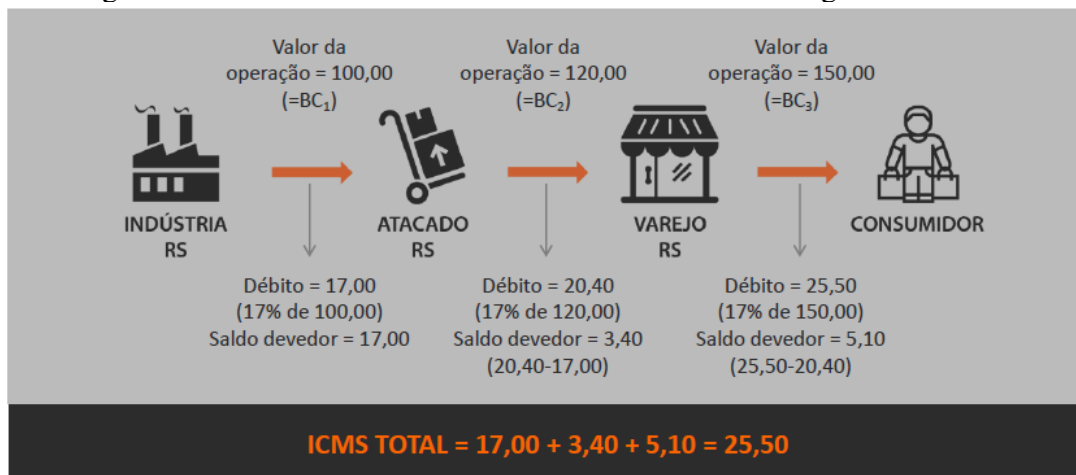 Valor da
operação = 100,00
(=BC₁)
Valor da
operação = 120,00
(=BC₂)
Valor da
operação = 150,00
(=BC₃)
INDÚSTRIA
RS
ATACADO
RS
VAREJO
RS
CONSUMIDOR
Débito = 17,00
(17% de 100,00)
Saldo devedor = 17,00
Débito = 20,40
(17% de 120,00)
Saldo devedor = 3,40
(20,40-17,00)
Débito = 25,50
(17% de 150,00)
Saldo devedor = 5,10
(25,50-20,40)
ICMS TOTAL = 17,00 + 3,40 + 5,10 = 25,50